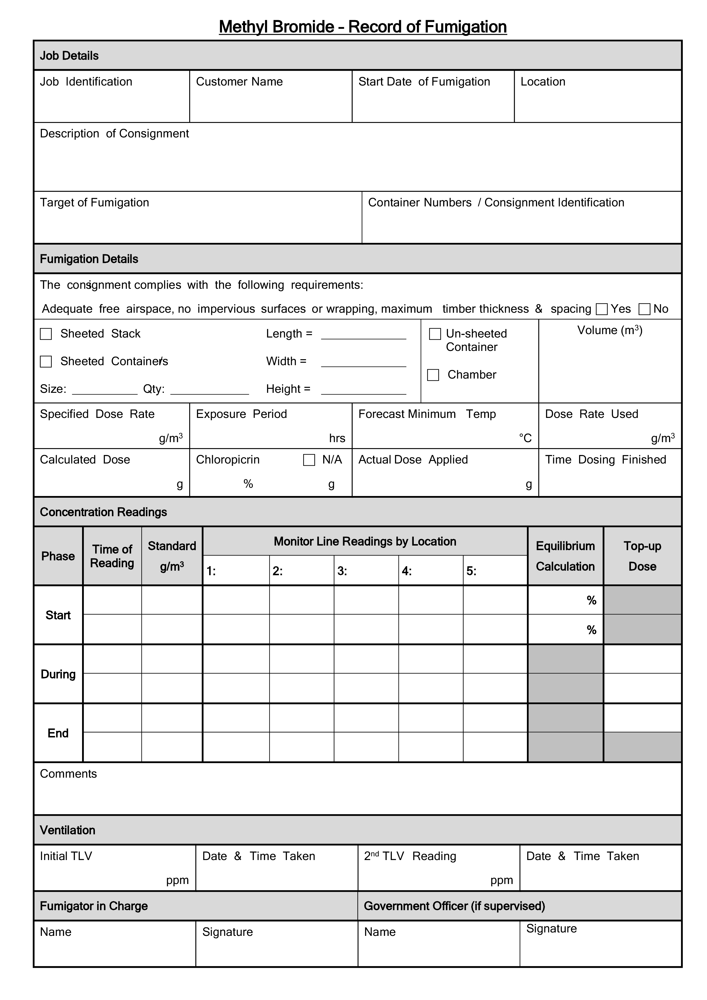 Methyl Bromide – Record of Fumigation
Job Details
Job Identification Customer Name Start Date of Fumigation Location
Description of Consignment
Target of Fumigation Container Numbers / Consignment Identification
Fumigation Details
The consignment complies with the following requirements:
Adequate free airspace, no impervious surfaces or wrapping, maximum timber thickness & spacing ☐ Yes ☐ No
☐ Sheeted Stack Length = ________ ☐ Un-sheeted Container Volume (m³)
☐ Sheeted Container/s Width = ________ ☐ Chamber
Size: ________ Qty: ________ Height = ________
Specified Dose Rate Exposure Period Forecast Minimum Temp Dose Rate Used
g/m³ hrs °C g/m³
Calculated Dose Chloropicrin ☐ N/A Actual Dose Applied Time Dosing Finished
g % g g
Concentration Readings
Phase Time of Reading Standard g/m³ Monitor Line Readings by Location Equilibrium Calculation Top-up Dose
1: 2: 3: 4: 5:
Start %
%
During
End
Comments
Ventilation
Initial TLV Date & Time Taken 2nd TLV Reading Date & Time Taken
ppm ppm
Fumigator in Charge Government Officer (if supervised)
Name Signature Name Signature